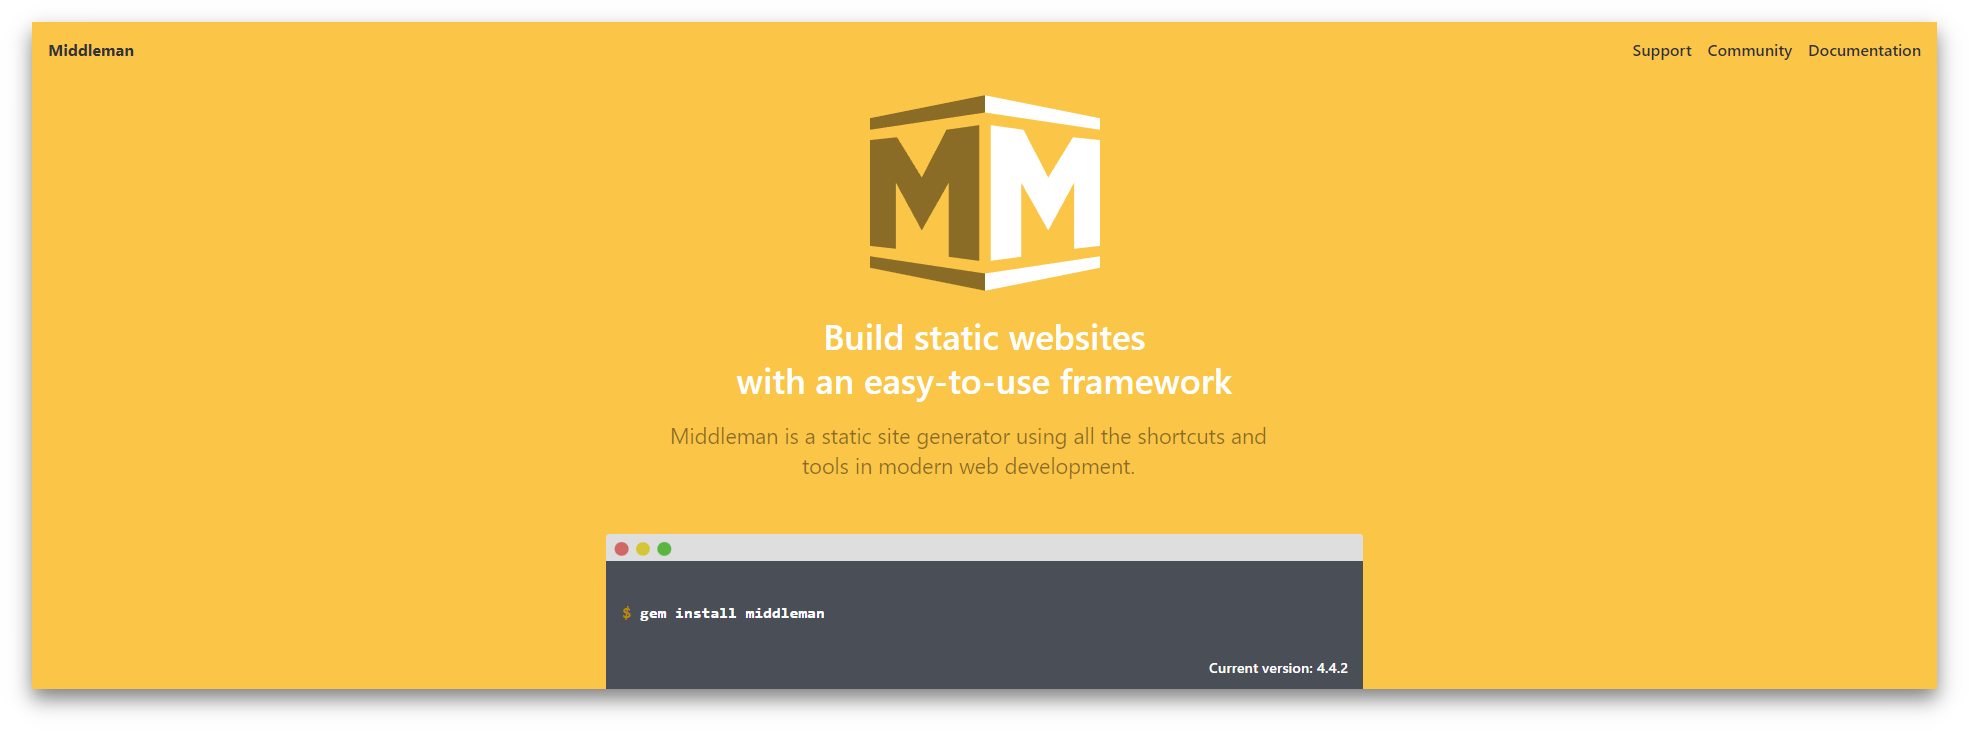 Middleman
Support Community Documentation
MM
Build static websites
with an easy-to-use framework
Middleman is a static site generator using all the shortcuts and
tools in modern web development.
$ gem install middleman
Current version: 4.4.2